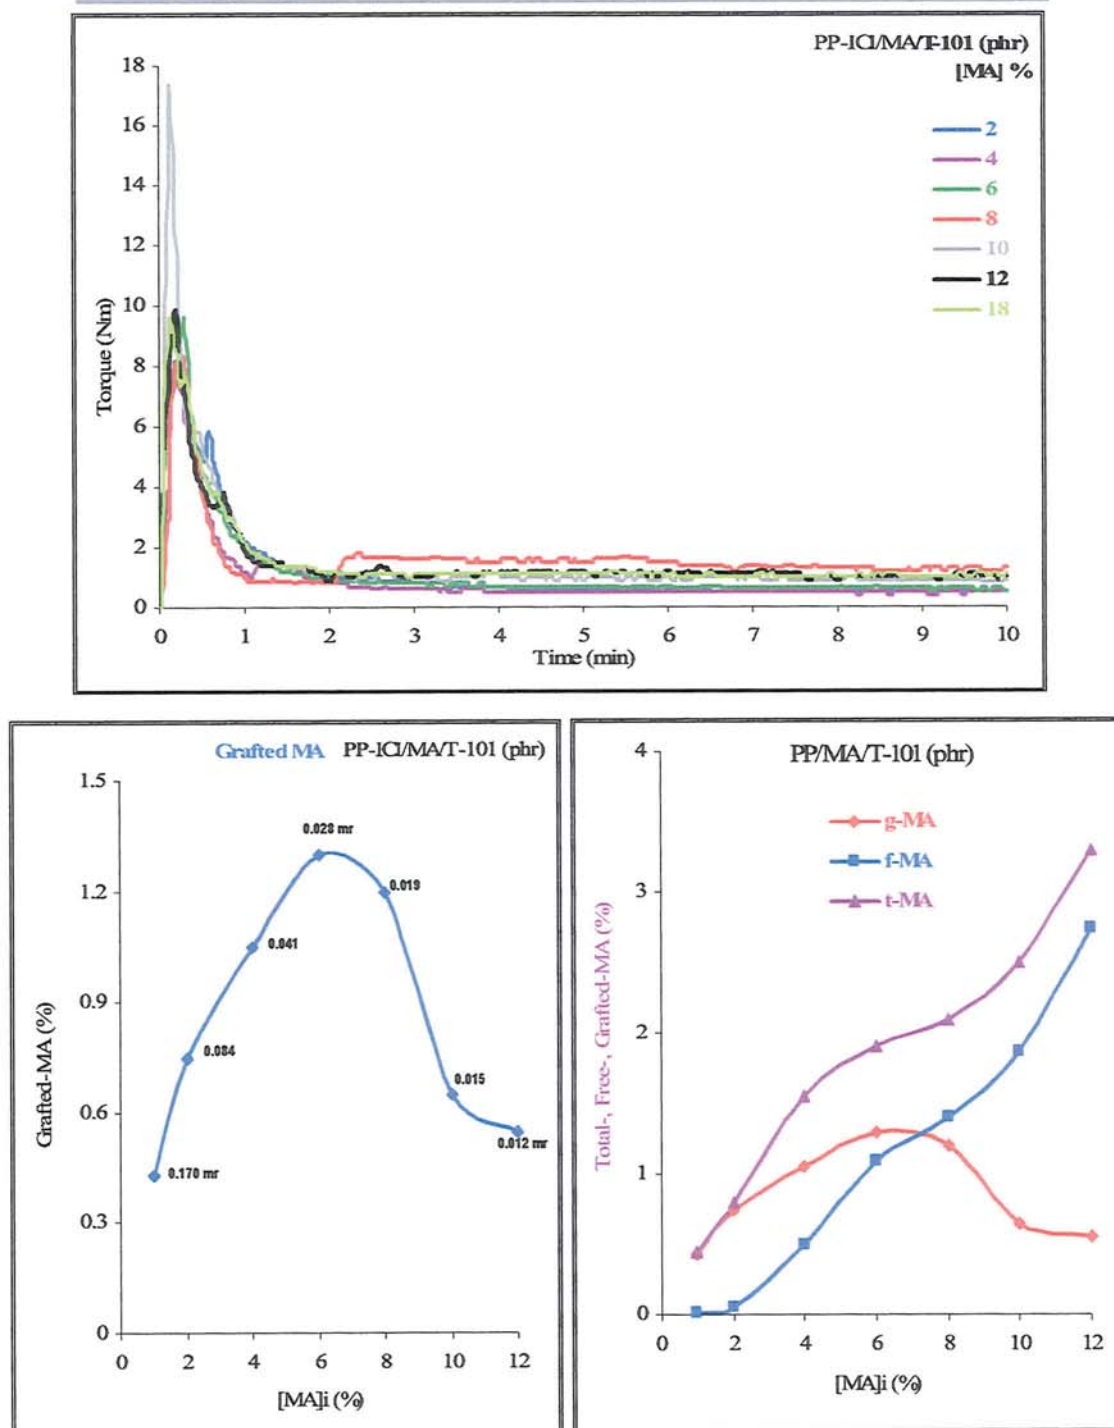 PP-ICI/MA/T-101 (phr)
[MA] %
2
4
6
8
10
12
18
Torque (Nm)
18
16
14
12
10
8
6
4
2
0
0 1 2 3 4 5 6 7 8 9 10
Time (min)
Grafted MA PP-ICI/MA/T-101 (phr)
Grafted-MA (%)
1.5
1.2
0.9
0.6
0.3
0
0.028 mr
0.019
0.041
0.084
0.015
0.012 mr
0.170 mr
0 2 4 6 8 10 12
[MA]i (%)
PP/MA/T-101 (phr)
g-MA
f-MA
t-MA
Total-, Free-, Grafted-MA (%)
4
3
2
1
0
0 2 4 6 8 10 12
[MA]i (%)